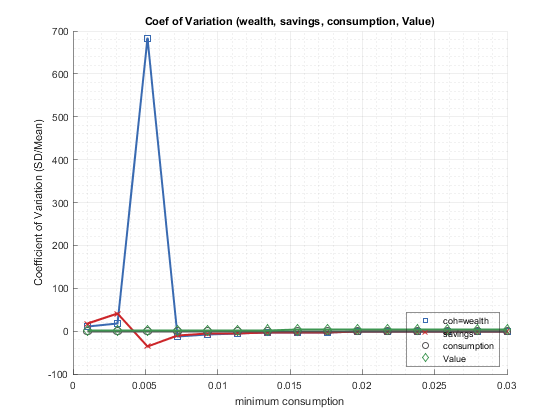 Coef of Variation (wealth, savings, consumption, Value)
Coefficient of Variation (SD/Mean)
700
600
500
400
300
200
100
0
-100
0
0.005
0.01
0.015
0.02
0.025
0.03
minimum consumption
coh=wealth
savings
consumption
Value